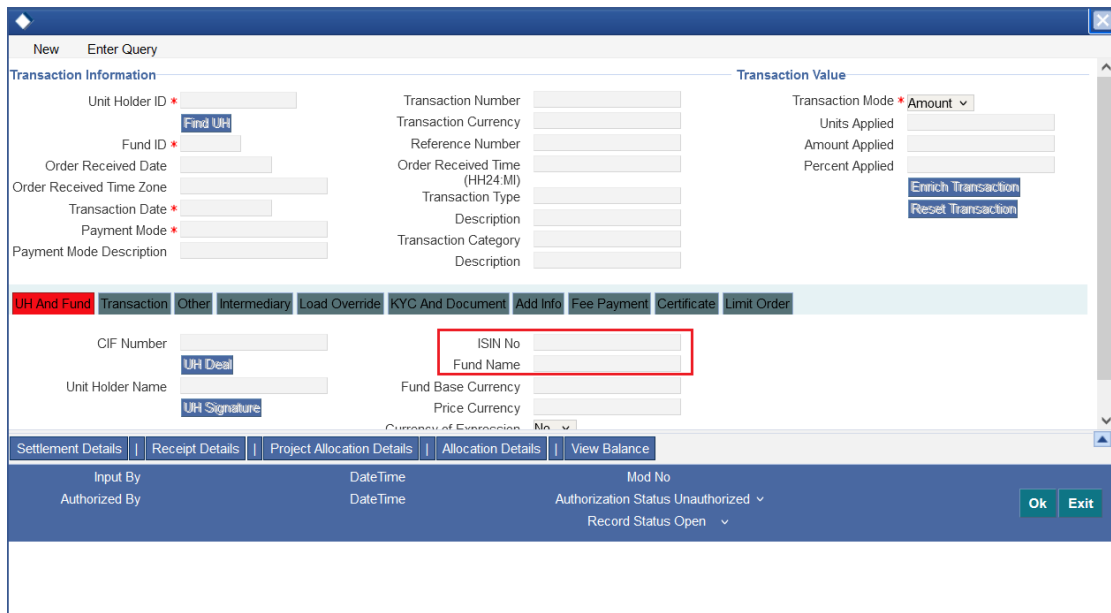 New Enter Query
Transaction Information
Transaction Value
Unit Holder ID *
Find UH
Fund ID *
Order Received Date
Order Received Time Zone
Transaction Date *
Payment Mode *
Payment Mode Description
Transaction Number
Transaction Currency
Reference Number
Order Received Time
(HH24:MI)
Transaction Type
Description
Transaction Category
Description
Transaction Mode * Amount
Units Applied
Amount Applied
Percent Applied
Enrich Transaction
Reset Transaction
UH And Fund Transaction Other Intermediary Load Override KYC And Document Add Info Fee Payment Certificate Limit Order
CIF Number
UH Deal
Unit Holder Name
UH Signature
ISIN No
Fund Name
Fund Base Currency
Price Currency
Currency of Expression No
Settlement Details | Receipt Details | Project Allocation Details | Allocation Details | View Balance
Input By DateTime Mod No
Authorized By DateTime Authorization Status Unauthorized
Record Status Open
Ok Exit